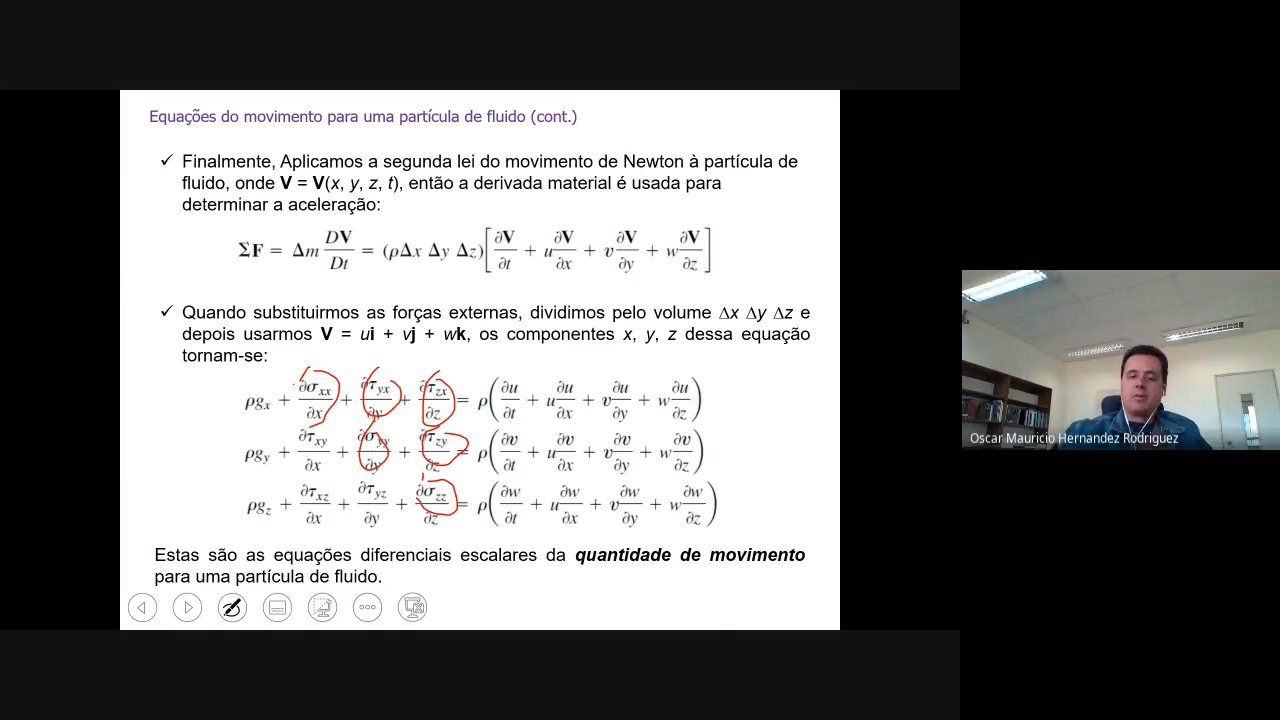 Equações do movimento para uma partícula de fluido (cont.)
✓ Finalmente, Aplicamos a segunda lei do movimento de Newton à partícula de
fluido, onde V = V(x, y, z, t), então a derivada material é usada para
determinar a aceleração:
ΣF = Δm DV/Dt = (ρΔx Δy Δz)[∂V/∂t + u ∂V/∂x + v ∂V/∂y + w ∂V/∂z]
✓ Quando substituirmos as forças externas, dividimos pelo volume Δx Δy Δz e
depois usarmos V = ui + vj + wk, os componentes x, y, z dessa equação
tornam-se:
ρg_x + ∂σ_xx/∂x + ∂τ_yx/∂y + ∂τ_zx/∂z = ρ(∂u/∂t + u ∂u/∂x + v ∂u/∂y + w ∂u/∂z)
ρg_y + ∂τ_xy/∂x + ∂σ_yy/∂y + ∂τ_zy/∂z = ρ(∂v/∂t + u ∂v/∂x + v ∂v/∂y + w ∂v/∂z)
ρg_z + ∂τ_xz/∂x + ∂τ_yz/∂y + ∂σ_zz/∂z = ρ(∂w/∂t + u ∂w/∂x + v ∂w/∂y + w ∂w/∂z)
Estas são as equações diferenciais escalares da quantidade de movimento
para uma partícula de fluido.
Oscar Mauricio Hernandez Rodriguez